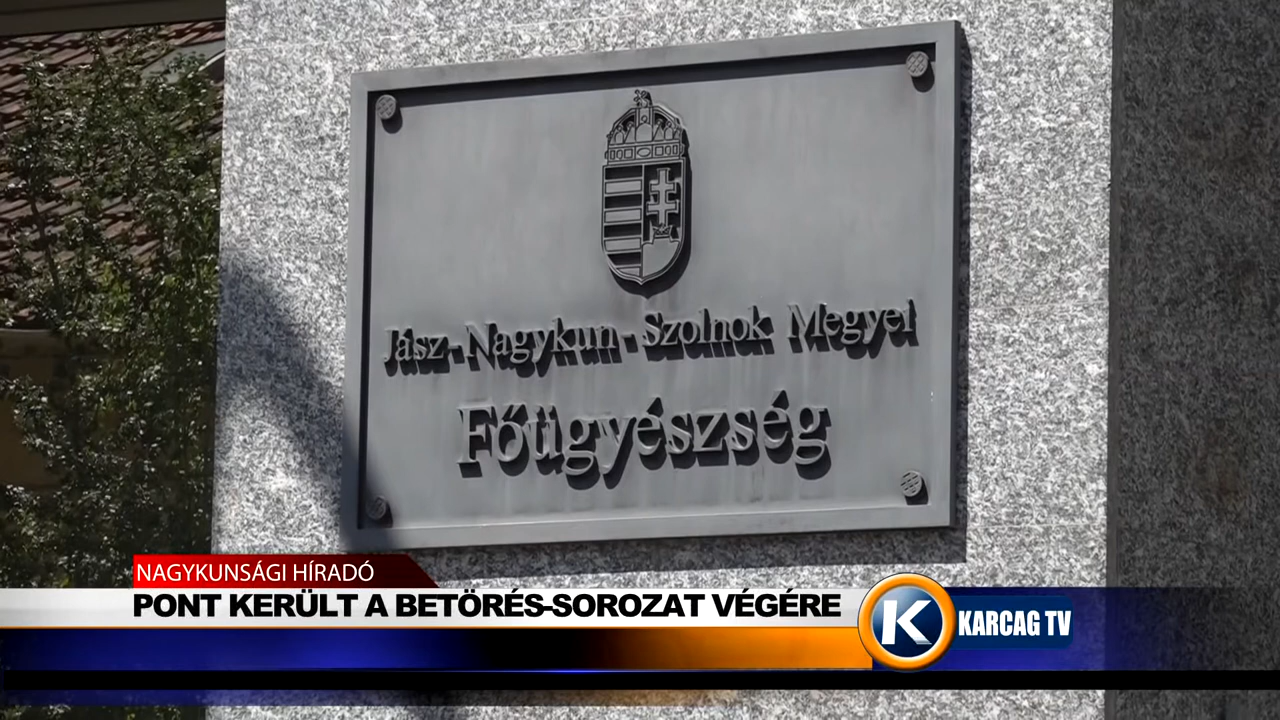 Jász-Nagykun-Szolnok Megyei
Főügyészség
NAGYKUNSÁGI HÍRADÓ
PONT KERÜLT A BETÖRÉS-SOROZAT VÉGÉRE
K KARCAG TV